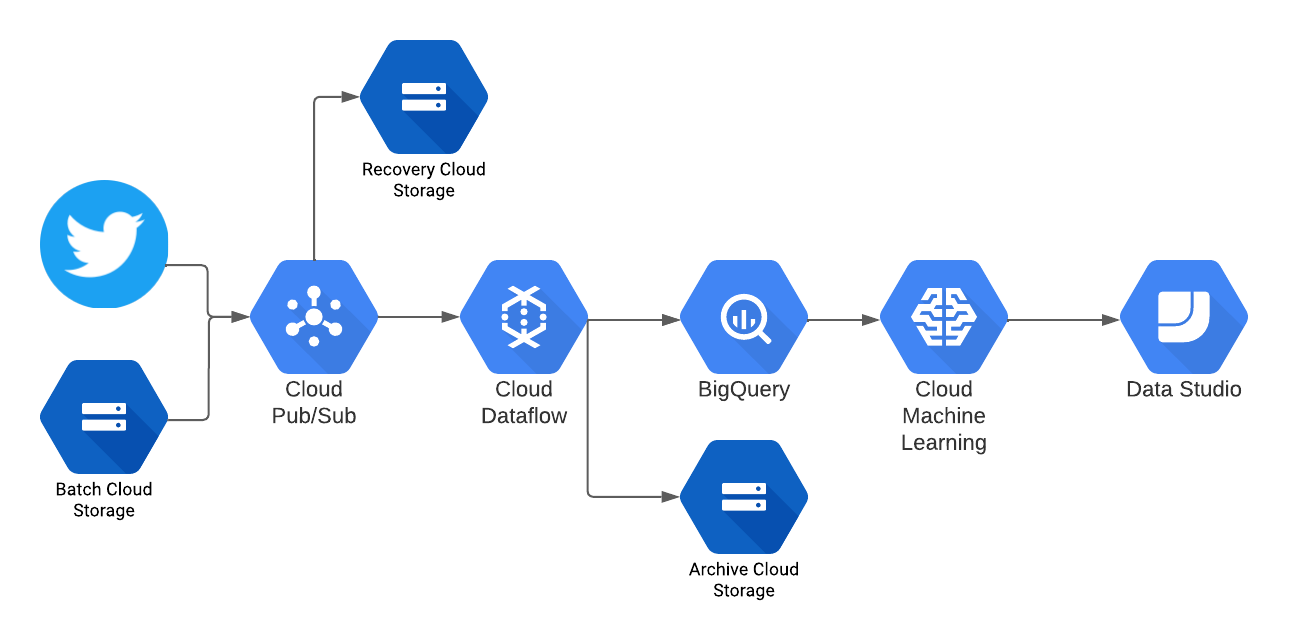 Recovery Cloud
Storage
Cloud
Pub/Sub
Cloud
Dataflow
BigQuery
Cloud
Machine
Learning
Data Studio
Batch Cloud
Storage
Archive Cloud
Storage